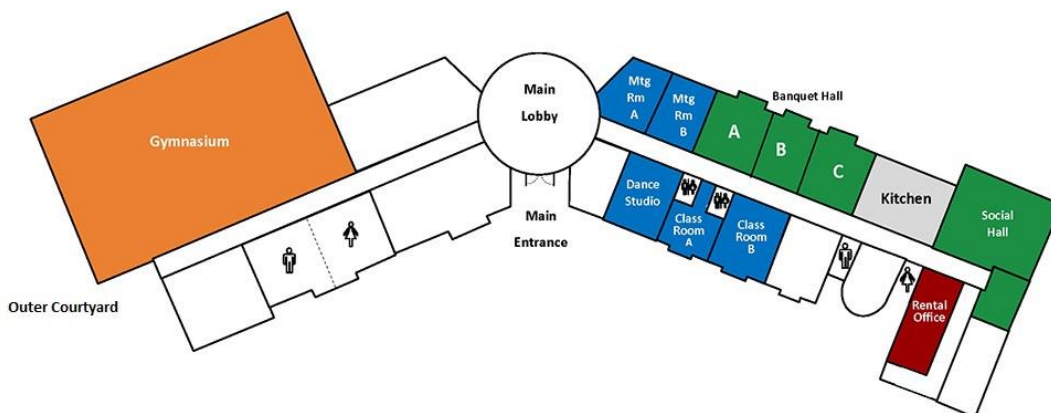 Gymnasium
Outer Courtyard
Main
Lobby
Main
Entrance
Mtg
Rm
A
Mtg
Rm
B
Banquet Hall
A
B
C
Kitchen
Social
Hall
Dance
Studio
Class
Room
A
Class
Room
B
Rental
Office